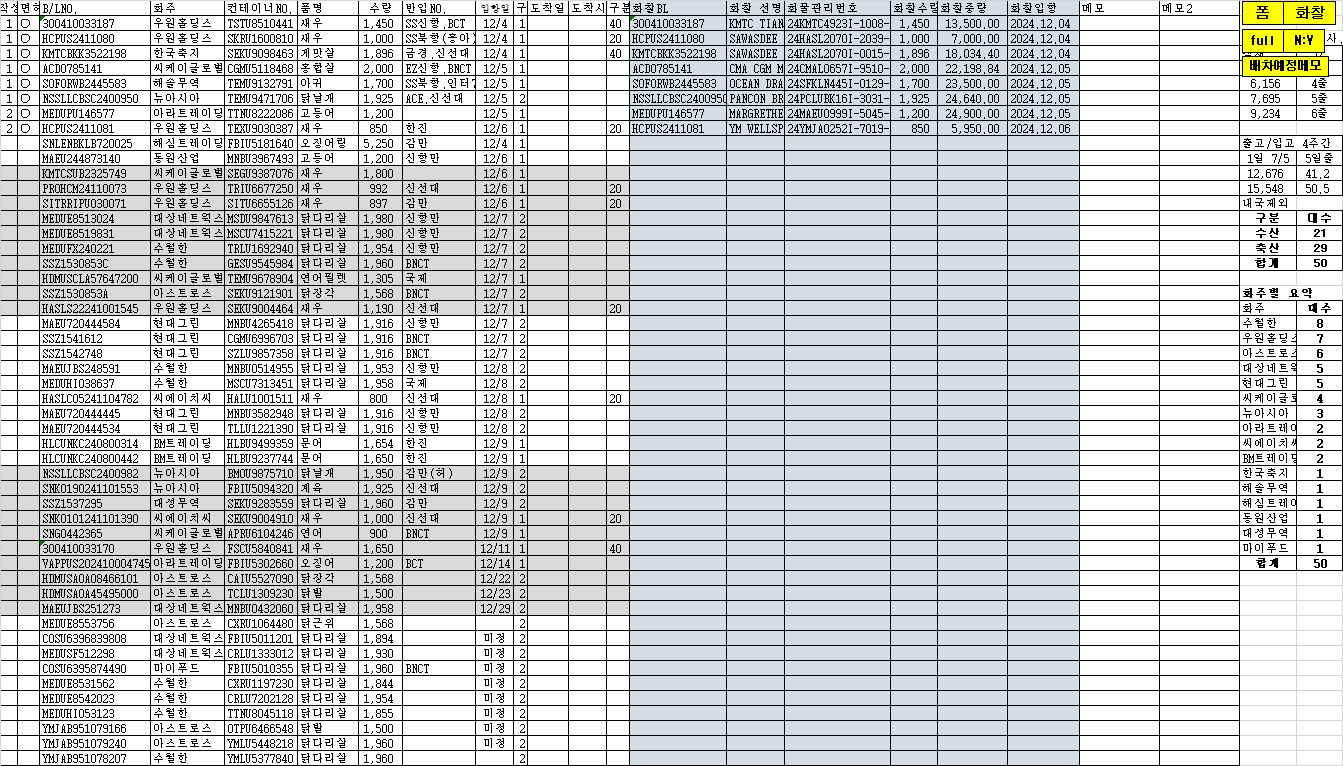 작성 면허 B/LNO. 화주 컨테이너NO. 품명 수량 반입NO. 입항일 구 도착일 도착시 구분 화찰BL 화찰 선명 화물관리번호 화찰수량 화찰중량 화찰입항 메모 메모2 폼 화찰
1 ○ 300410033187 우원홀딩스 TSTU8510441 새우 1,450 SS신항,BCT 12/4 1 40 300410033187 KMTC TIAN 24KMTC4923I-1008- 1,450 13,500.00 2024.12.04
1 ○ HCPUS2411080 우원홀딩스 SKRU1600810 새우 1,000 SS북항(홍아) 12/4 1 20 HCPUS2411080 SAWASDEE 24HASL2070I-2039- 1,000 7,000.00 2024.12.04 full N:Y 사.
1 ○ KMTCBKK3522198 한국축지 SEKU9098463 게맛살 1,896 금경,신선대 12/4 1 40 KMTCBKK3522198 SAWASDEE 24HASL2070I-0015- 1,896 18,034.40 2024.12.04
1 ○ ACD0785141 씨케이글로벌 CGMU5118468 홍합살 2,000 EZ신항,BNCT 12/5 1 ACD0785141 CMA CGM M 24CMAL0657I-9510- 2,000 22,198.84 2024.12.05 배차예정메모
1 ○ SOFORWB2445583 해솔무역 TEMU9132791 아귀 1,700 SS북항,인터 12/5 1 SOFORWB2445583 OCEAN DRA 24SFKLN445I-0129- 1,700 23,500.00 2024.12.05 6,156 4줄
1 ○ NSSLLCBSC2400950 뉴아시아 TEMU9471706 닭날개 1,925 ACE,신선대 12/5 2 NSSLLCBSC2400950 PANCON BR 24PCLUBK16I-3031- 1,925 24,640.00 2024.12.05 7,695 5줄
2 ○ MEDUPU146577 아라트레이딩 TTNU8222086 고등어 1,200 12/5 1 MEDUPU146577 MARGRETHE 24MAEU0999I-5045- 1,200 24,900.00 2024.12.05 9,234 6줄
2 ○ HCPUS2411081 우원홀딩스 TEXU9030387 새우 850 한진 12/6 1 20 HCPUS2411081 YM WELLSP 24YMJA0252I-7019- 850 5,950.00 2024.12.06
SNLENBKLB720025 해심트레이딩 FBIU5181640 오징어링 5,250 감만 12/4 1 출고/입고 4주간
MAEU244873140 동원산업 MNBU3967493 고등어 1,200 신항만 12/6 1 1일 7/5 5일줄
KMTCSUB2325749 씨케이글로벌 SEGU9387076 새우 1,800 12/6 1 12,676 41.2
PROHCM24110073 우원홀딩스 TRIU6677250 새우 992 신선대 12/6 1 20 15,548 50.5
SITRRIPU030071 우원홀딩스 SITU6655126 새우 897 감만 12/6 1 20 내국제외
MEDUE8513024 대상네트웍스 MSDU9847613 닭다리살 1,980 신항만 12/7 2 구분 대수
MEDUE8519831 대상네트웍스 MSCU7415221 닭다리살 1,980 신항만 12/7 2 수산 21
MEDUFX240221 수월한 TRLU1692940 닭다리살 1,954 신항만 12/7 2 축산 29
SSZ1530853C 수월한 GESU9545984 닭다리살 1,960 BNCT 12/7 2 합계 50
HDMUSCLA57647200 씨케이글로벌 TEMU9678904 연어필렛 1,305 국제 12/7 1
SSZ1530853A 아스트로스 SEKU9121901 닭장각 1,568 BNCT 12/7 2 화주별 요약
HASLS22241001545 우원홀딩스 SEKU9004464 새우 1,190 신선대 12/7 1 20 화주 대수
MAEU720444584 현대그린 MNBU4265418 닭다리살 1,916 신항만 12/7 2 수월한 8
SSZ1541612 현대그린 CGMU6996703 닭다리살 1,916 BNCT 12/7 2 우원홀딩스 7
SSZ1542748 현대그린 SZLU9857358 닭다리살 1,916 BNCT 12/7 2 아스트로스 6
MAEUJBS248591 수월한 MNBU0514955 닭다리살 1,953 신항만 12/8 2 대상네트웍 5
MEDUHI038637 수월한 MSCU7313451 닭다리살 1,958 국제 12/8 2 현대그린 5
HASLC05241104782 씨에이치씨 HALU1001511 새우 800 신선대 12/8 1 20 씨케이글로 4
MAEU720444445 현대그린 MNBU3582948 닭다리살 1,916 신항만 12/8 2 뉴아시아 3
MAEU720444534 현대그린 TLLU1221390 닭다리살 1,916 신항만 12/8 2 아라트레이 2
HLCUNKC240800314 BM트레이딩 HLBU9499359 문어 1,654 한진 12/9 1 씨에이치씨 2
HLCUNKC240800442 BM트레이딩 HLBU9237744 문어 1,650 한진 12/9 1 BM트레이딩 2
NSSLLCBSC2400982 뉴아시아 BMOU9875710 닭날개 1,950 감만(허) 12/9 2 한국축지 1
SNKO190241101553 뉴아시아 FBIU5094320 계육 1,925 신선대 12/9 2 해솔무역 1
SSZ1537295 대성무역 SEKU9283559 닭다리살 1,960 감만 12/9 2 해심트레이 1
SNKO101241101390 씨에이치씨 SEKU9004910 새우 1,000 신선대 12/9 1 20 동원산업 1
SNGO442365 씨케이글로벌 APRU6104246 연어 900 BNCT 12/9 1 대성무역 1
300410033170 우원홀딩스 FSCU5840841 새우 1,650 12/11 1 40 마이푸드 1
VAPPUS202410004745 아라트레이딩 FBIU5302660 오징어 1,200 BCT 12/14 1 합계 50
HDMUSAOA08466101 아스트로스 CAIU5527090 닭장각 1,568 12/22 2
HDMUSAOA45495000 아스트로스 TCLU1309230 닭발 1,500 12/23 2
MAEUJBS251273 대상네트웍스 MNBU0432060 닭다리살 1,958 12/29 2
MEDUE8553756 아스트로스 CXRU1064480 닭근위 1,568 2
COSU6396839808 대상네트웍스 FBIU5011201 닭다리살 1,894 미정 2
MEDUSF512298 대상네트웍스 CRLU1333012 닭다리살 1,930 미정 2
COSU6395874490 마이푸드 FBIU5010355 닭다리살 1,960 BNCT 미정 2
MEDUE8531562 수월한 CXRU1197230 닭다리살 1,844 미정 2
MEDUE8542023 수월한 CRLU7202128 닭다리살 1,954 미정 2
MEDUHI053123 수월한 TTNU8045118 닭다리살 1,855 미정 2
YMJAB951079166 아스트로스 OTPU6466548 닭발 1,500 미정 2
YMJAB951079240 아스트로스 YMLU5448218 닭다리살 1,960 미정 2
YMJAB951078207 수월한 YMLU5377840 닭다리살 1,960 2